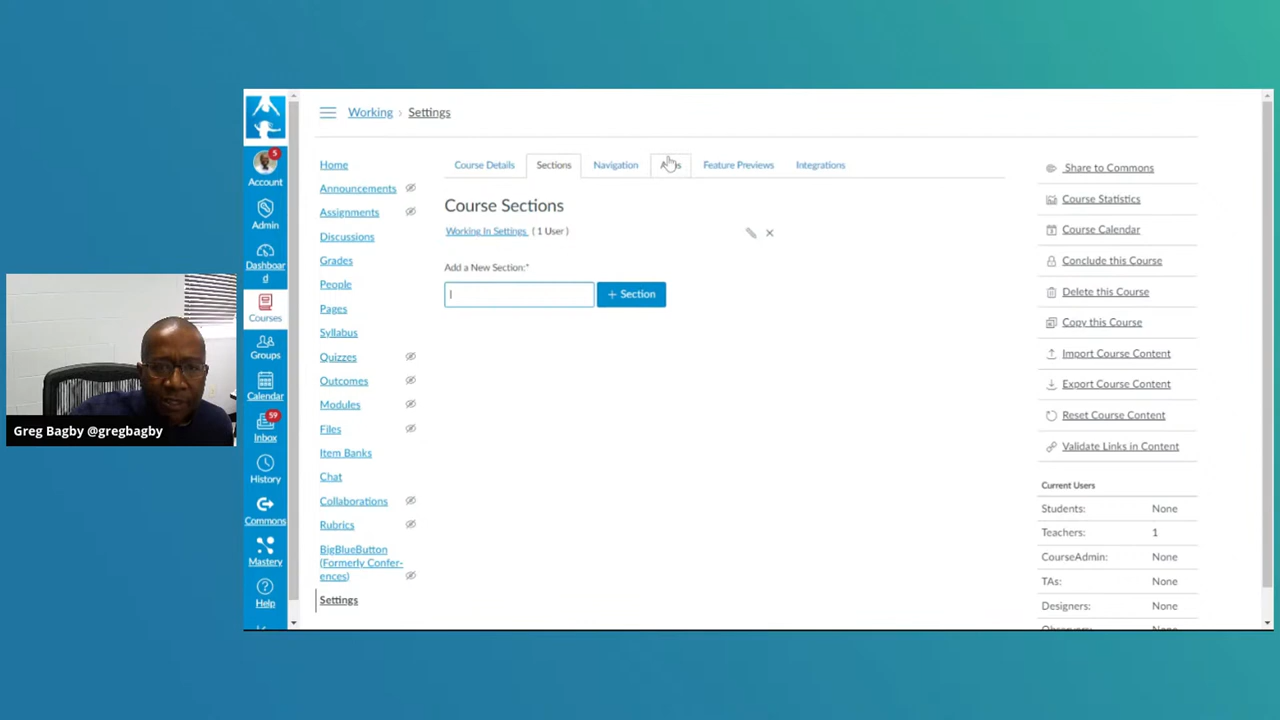 Working › Settings
5
Account
Admin
Dashboar
d
Courses
Groups
Calendar
59
Inbox
History
Commons
Mastery
Help
Home
Announcements
Assignments
Discussions
Grades
People
Pages
Syllabus
Quizzes
Outcomes
Modules
Files
Item Banks
Chat
Collaborations
Rubrics
BigBlueButton
(Formerly Confer-
ences)
Settings
Course Details Sections Navigation Feature Previews Integrations
Course Sections
Working In Settings. ( 1 User )
Add a New Section:*
+ Section
Share to Commons
Course Statistics
Course Calendar
Conclude this Course
Delete this Course
Copy this Course
Import Course Content
Export Course Content
Reset Course Content
Validate Links in Content
Current Users
Students: None
Teachers: 1
CourseAdmin: None
TAs: None
Designers: None
Greg Bagby @gregbagby